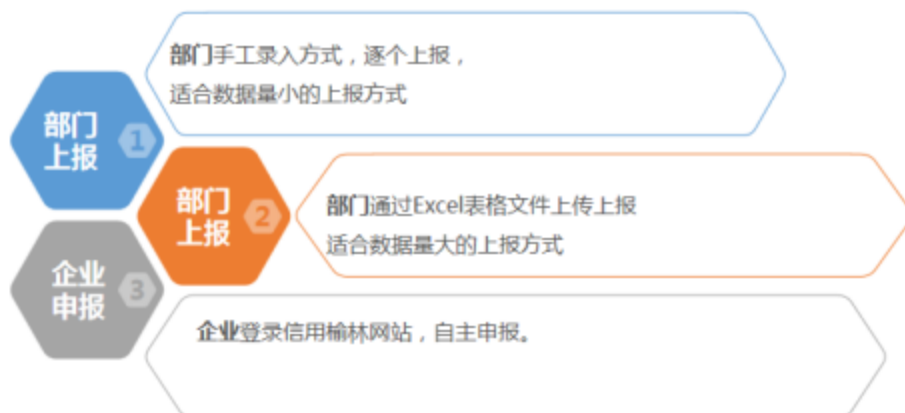 部门手工录入方式，逐个上报，
适合数据量小的上报方式
部门
上报
1
部门
上报
2
部门通过Excel表格文件上传上报
适合数据量大的上报方式
企业
申报
3
企业登录信用榆林网站，自主申报。